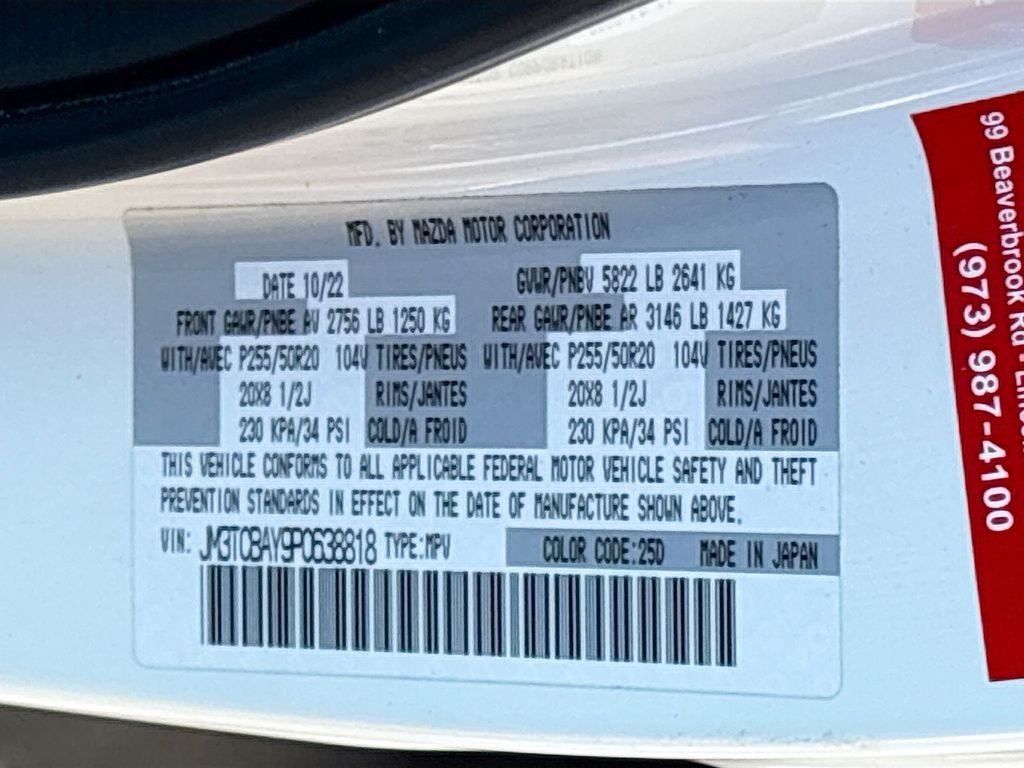 MFD. BY MAZDA MOTOR CORPORATION
DATE 10/22 GVWR/PNBV 5822 LB 2641 KG
FRONT GAWR/PNBE AV 2756 LB 1250 KG REAR GAWR/PNBE AR 3146 LB 1427 KG
WITH/AVEC P255/50R20 104V TIRES/PNEUS WITH/AVEC P255/50R20 104V TIRES/PNEUS
20X8 1/2J RIMS/JANTES 20X8 1/2J RIMS/JANTES
230 KPA/34 PSI COLD/A FROID 230 KPA/34 PSI COLD/A FROID
THIS VEHICLE CONFORMS TO ALL APPLICABLE FEDERAL MOTOR VEHICLE SAFETY AND THEFT
PREVENTION STANDARDS IN EFFECT ON THE DATE OF MANUFACTURE SHOWN ABOVE.
VIN: JM3TCBAY9P0638818 TYPE:MPV COLOR CODE:25D MADE IN JAPAN
99 Beaverbrook Rd -
(973) 987-4100